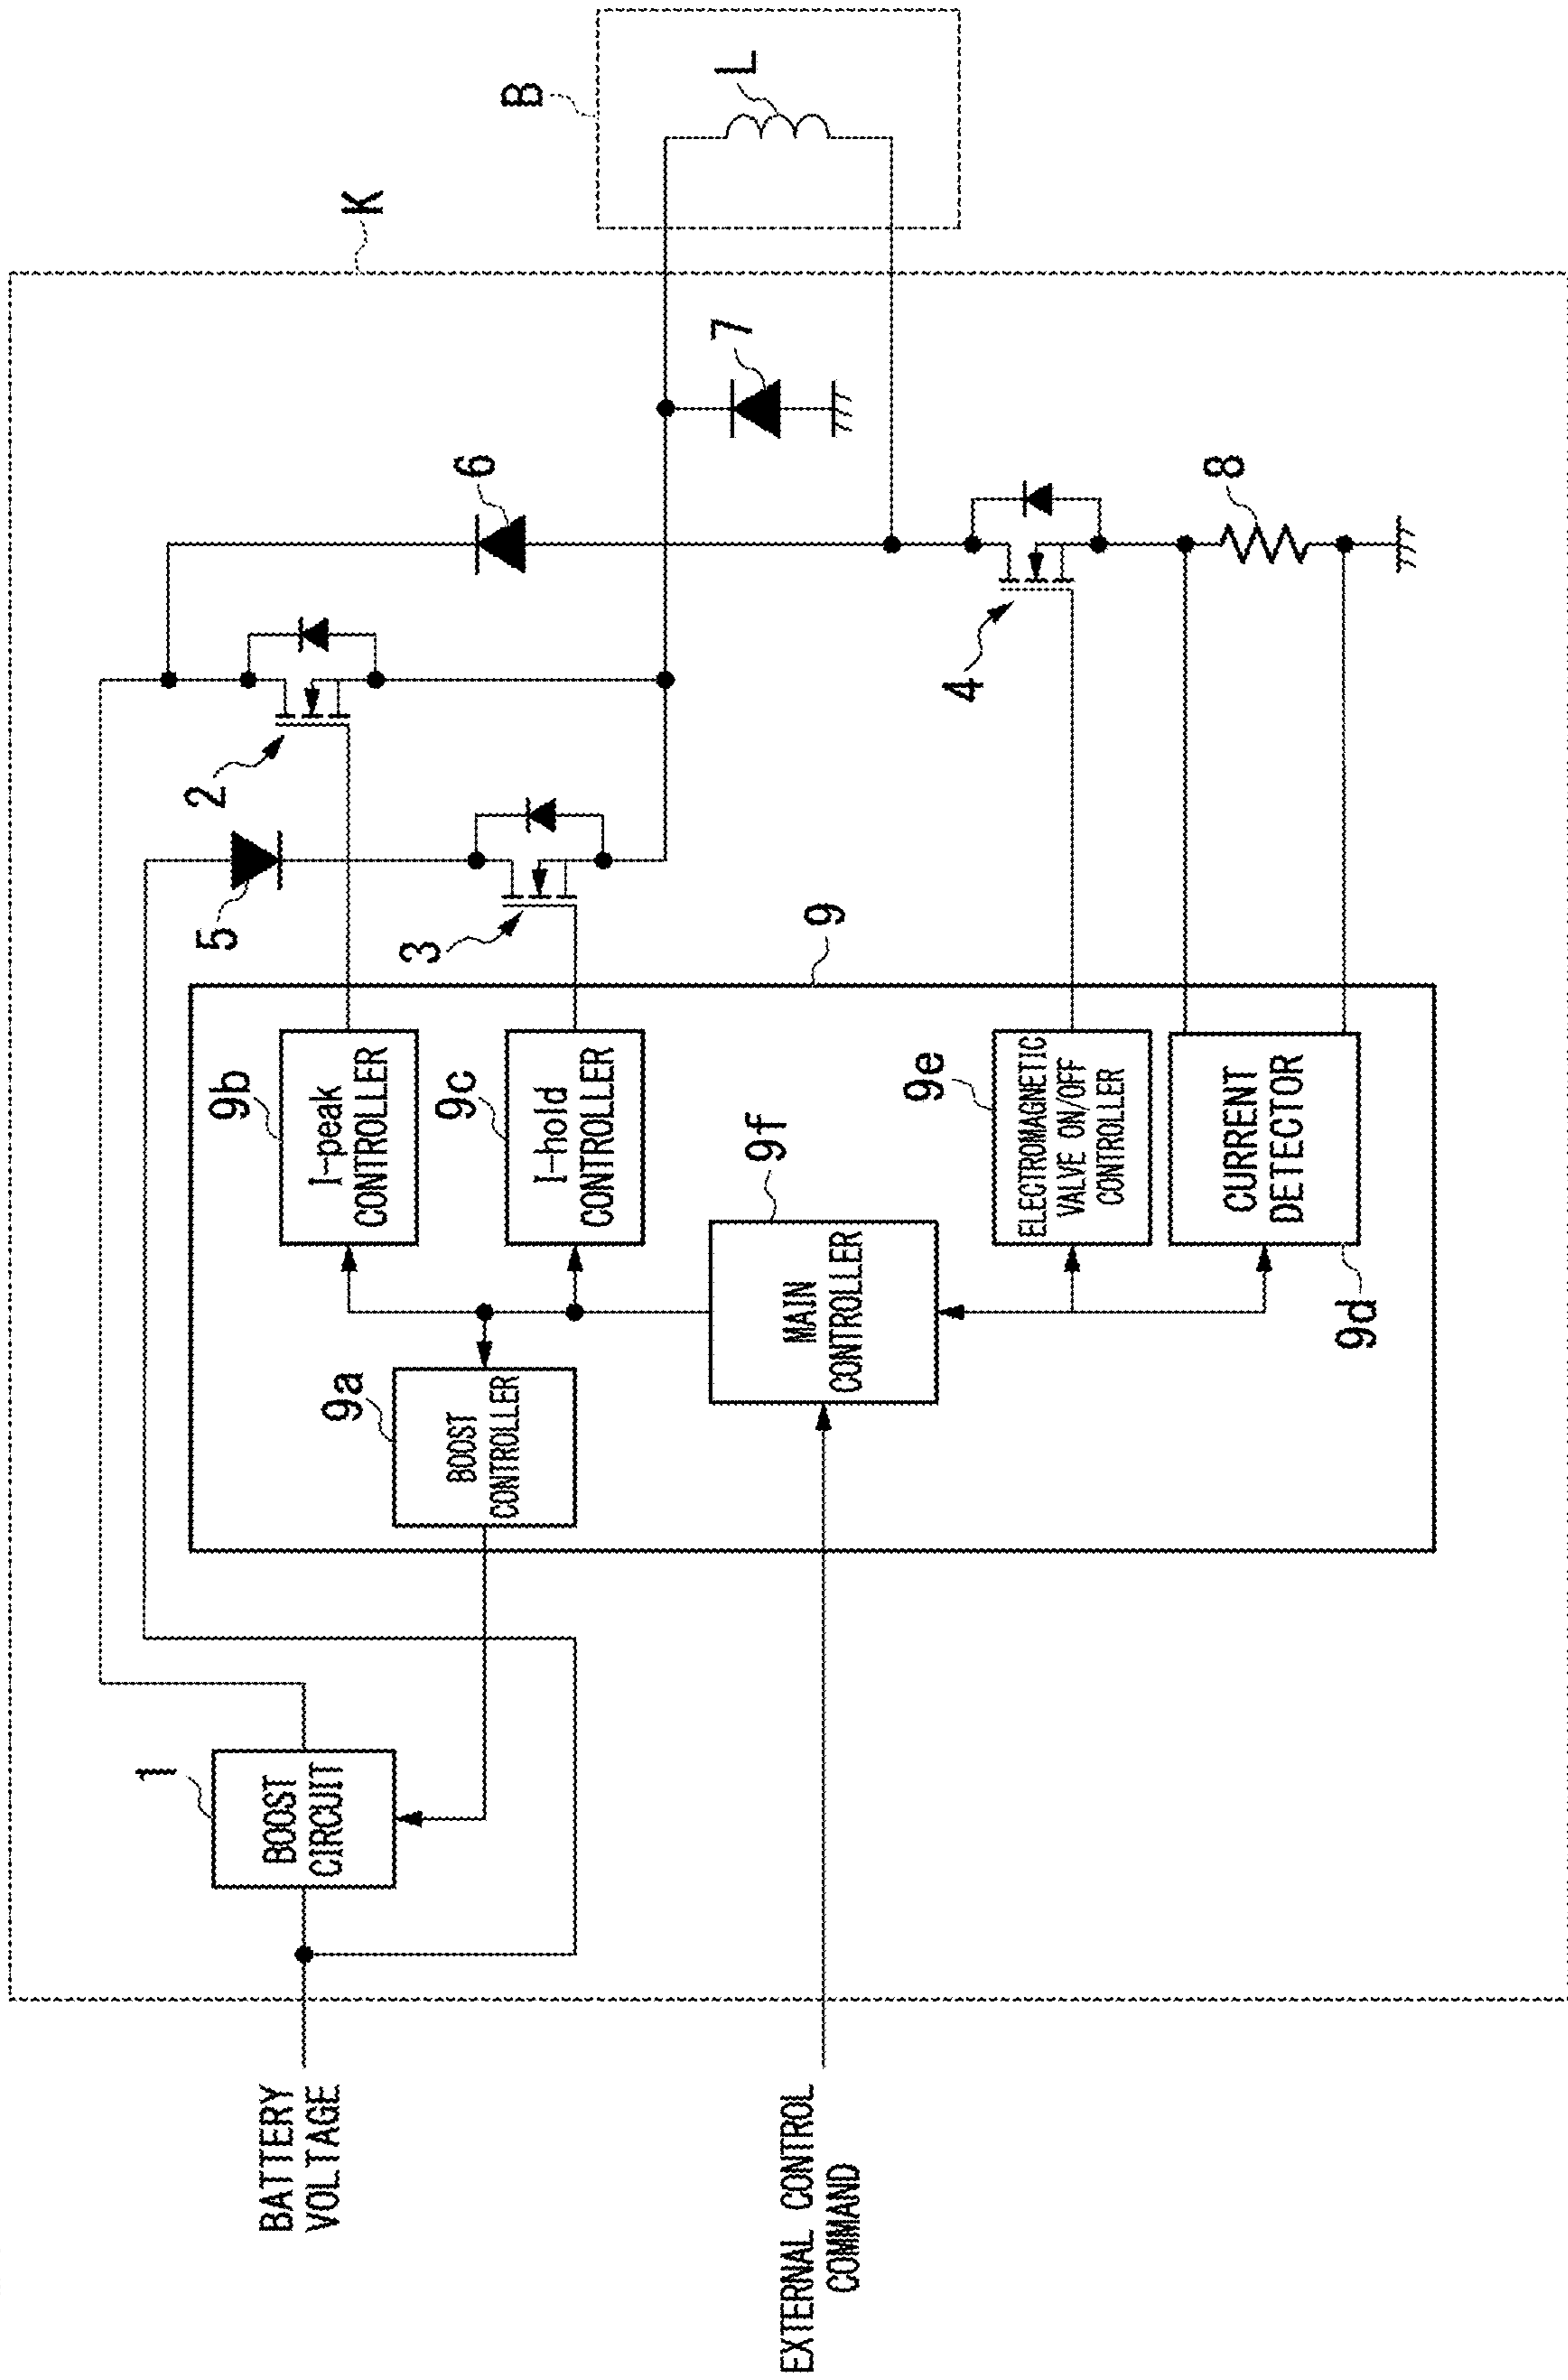 BATTERY
VOLTAGE
EXTERNAL CONTROL
COMMAND
1
BOOST
CIRCUIT
9a
BOOST
CONTROLLER
9b
I-peak
CONTROLLER
9c
I-hold
CONTROLLER
9f
MAIN
CONTROLLER
9e
ELECTROMAGNETIC
VALVE ON/OFF
CONTROLLER
CURRENT
DETECTOR
9d
9
5
3
2
4
6
8
7
K
B
L